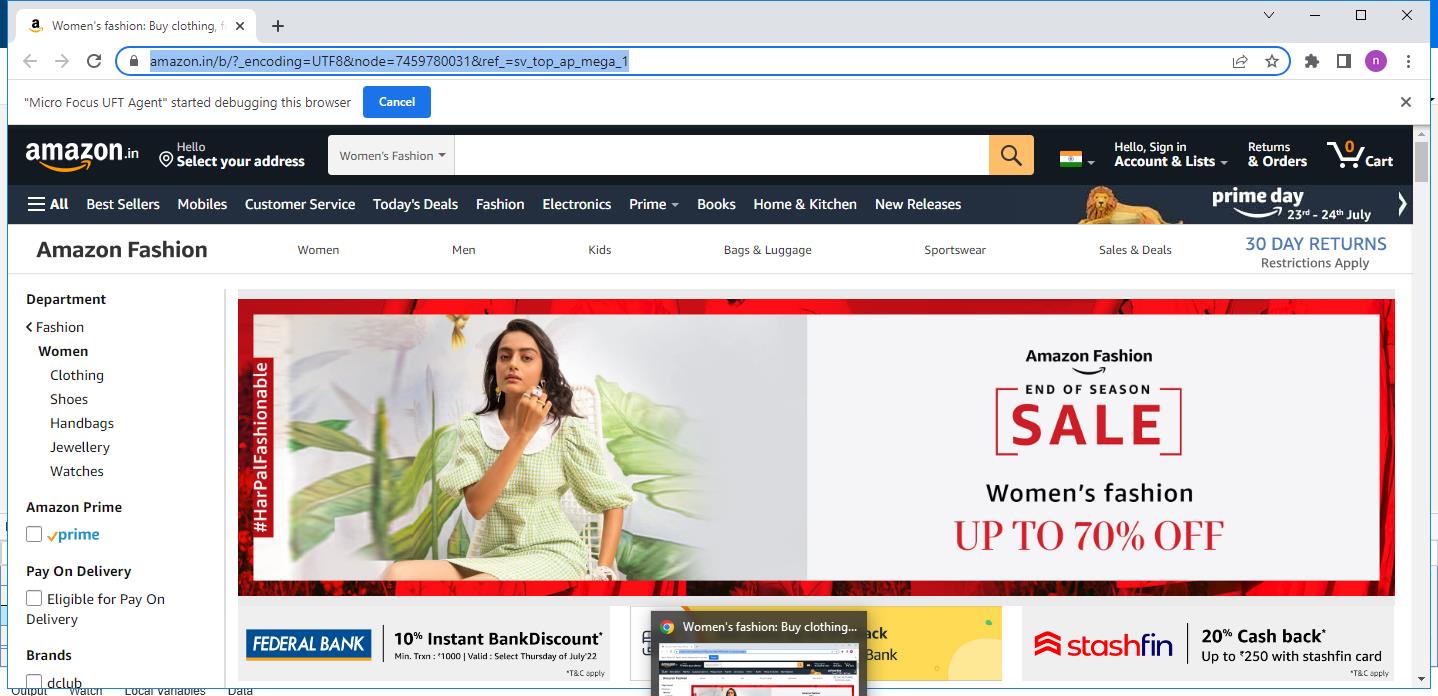 Women's fashion: Buy clothing, f
amazon.in/b/?_encoding=UTF8&node=7459780031&ref_=sv_top_ap_mega_1
n
"Micro Focus UFT Agent" started debugging this browser
Cancel
amazon.in
Hello
Select your address
Women's Fashion
Hello, Sign in
Account & Lists
Returns
& Orders
0
Cart
All
Best Sellers
Mobiles
Customer Service
Today's Deals
Fashion
Electronics
Prime
Books
Home & Kitchen
New Releases
prime day
23rd - 24th July
Amazon Fashion
Women
Men
Kids
Bags & Luggage
Sportswear
Sales & Deals
30 DAY RETURNS
Restrictions Apply
Department
Fashion
Women
Clothing
Shoes
Handbags
Jewellery
Watches
Amazon Prime
prime
Pay On Delivery
Eligible for Pay On
Delivery
Brands
dclub
#HarPalFashionable
Amazon Fashion
END OF SEASON
SALE
Women's fashion
UP TO 70% OFF
FEDERAL BANK
10% Instant BankDiscount*
Min. Trxn : ₹1000 | Valid : Select Thursday of July'22
*T&C apply
Women's fashion: Buy clothing...
ack
Bank
stashfin
20% Cash back*
Up to ₹250 with stashfin card
*T&C apply
Output
Watch
Local Variables
Data